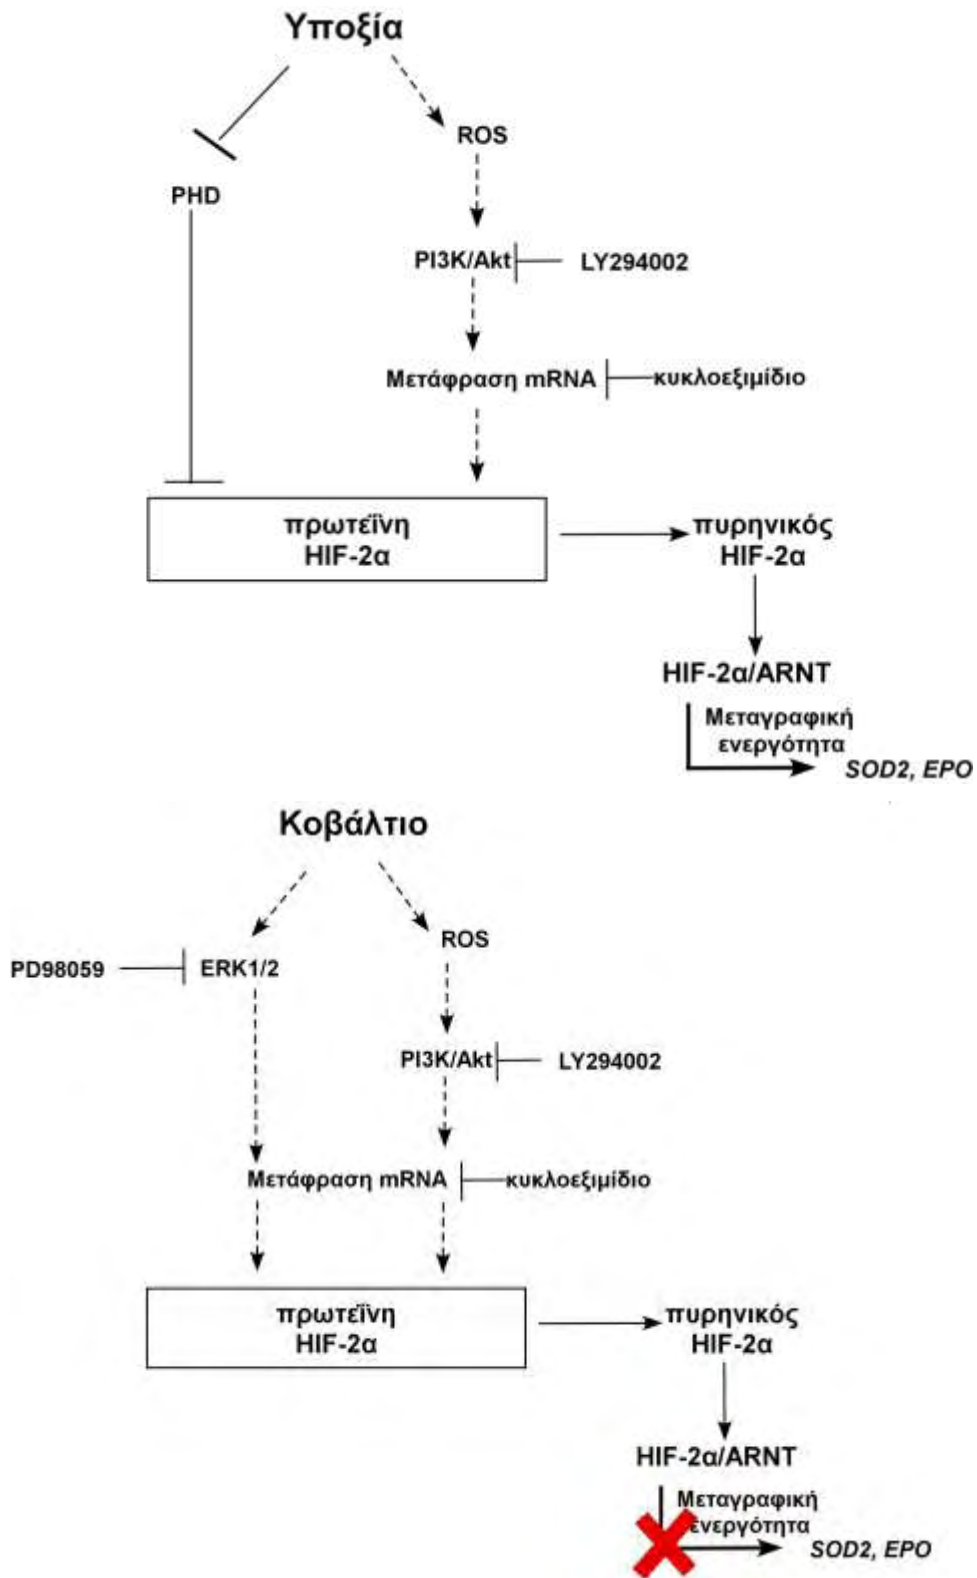 Υποξία
ROS
PHD
PI3K/Akt
LY294002
Μετάφραση mRNA
κυκλοεξιμίδιο
πρωτεΐνη
HIF-2α
πυρηνικός
HIF-2α
HIF-2α/ARNT
Μεταγραφική
ενεργότητα
SOD2, EPO
Κοβάλτιο
ROS
PD98059
ERK1/2
PI3K/Akt
LY294002
Μετάφραση mRNA
κυκλοεξιμίδιο
πρωτεΐνη
HIF-2α
πυρηνικός
HIF-2α
HIF-2α/ARNT
Μεταγραφική
ενεργότητα
SOD2, EPO